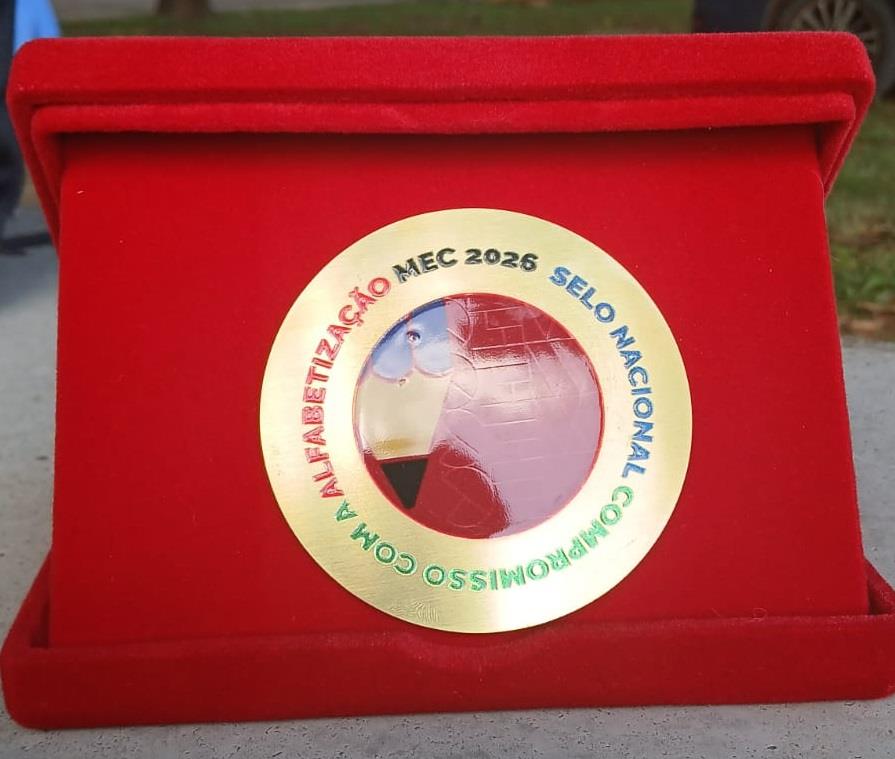 SELO NACIONAL COMPROMISSO COM A ALFABETIZAÇÃO MEC 2026